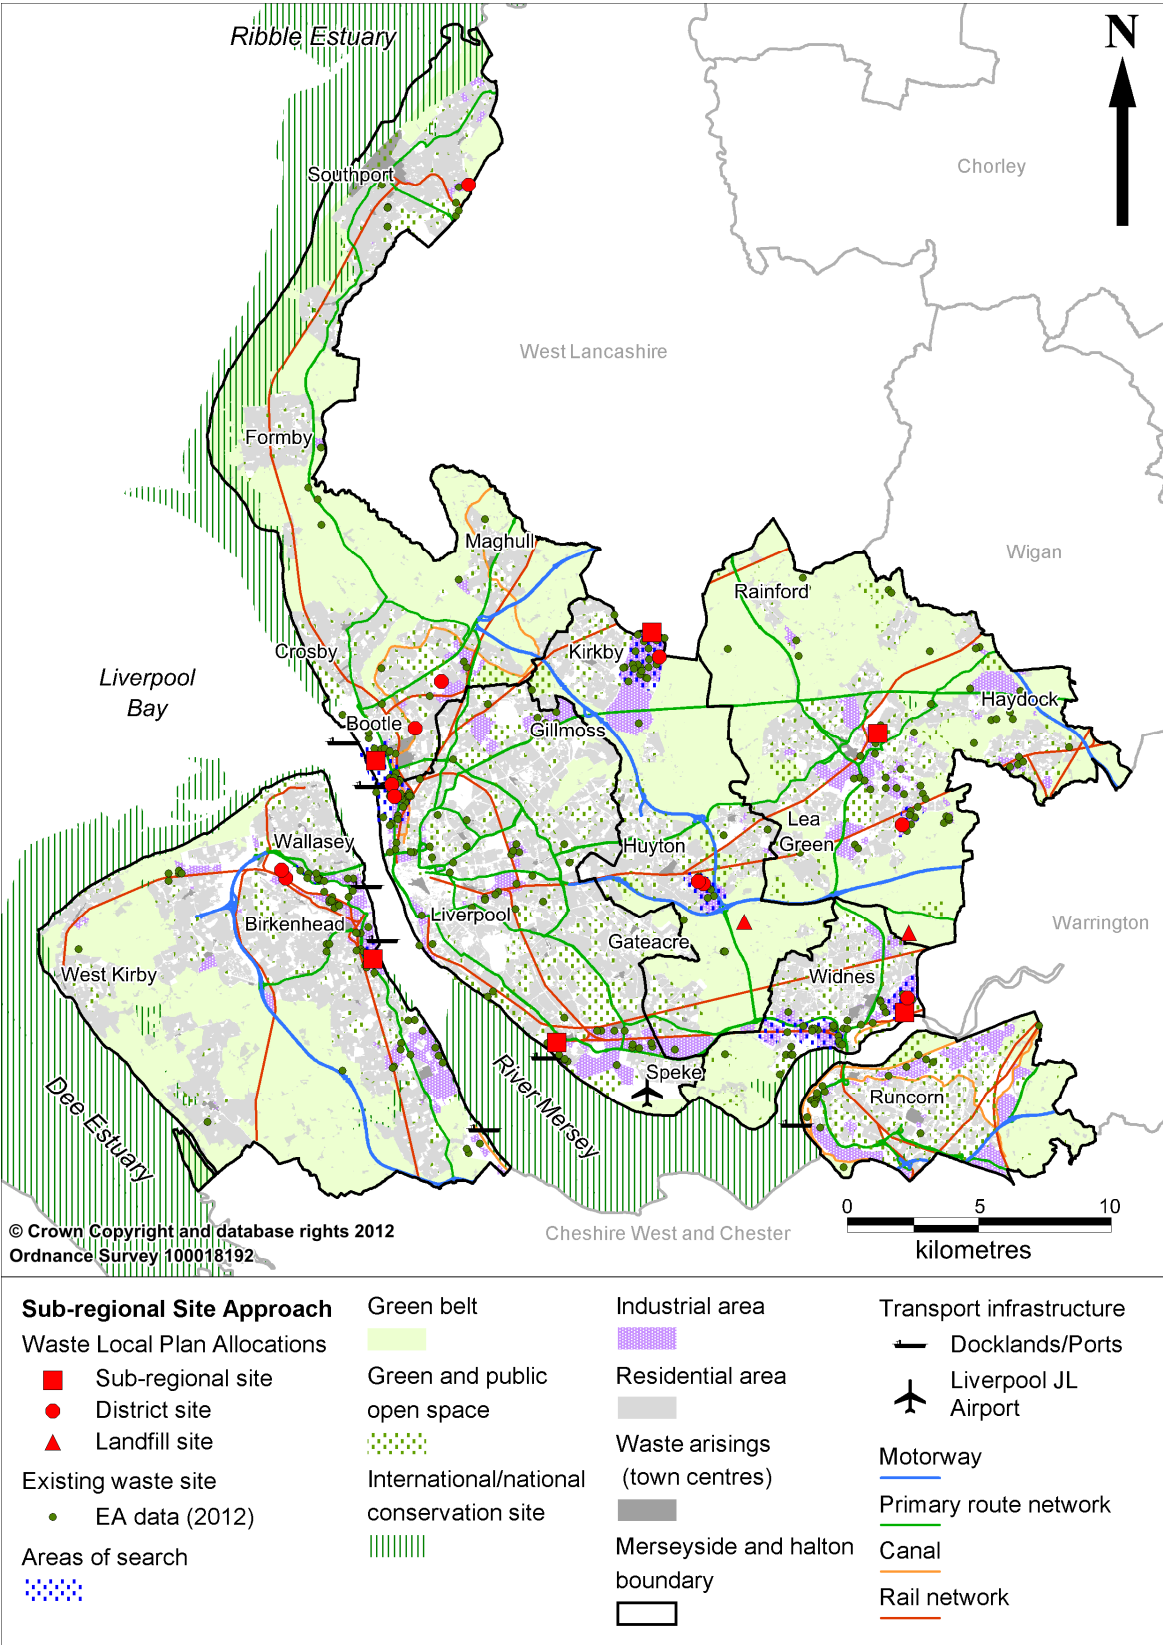 Ribble Estuary
N
Chorley
Southport
West Lancashire
Formby
Maghull
Wigan
Rainford
Crosby
Kirkby
Liverpool
Bay
Haydock
Bootle
Gillmoss
Wallasey
Huyton
Lea
Green
Liverpool
Birkenhead
Gateacre
Warrington
West Kirby
Widnes
River Mersey
Speke
Dee Estuary
Runcorn
0 5 10
kilometres
© Crown Copyright and database rights 2012
Ordnance Survey 100018192
Cheshire West and Chester
Sub-regional Site Approach
Waste Local Plan Allocations
Sub-regional site
District site
Landfill site
Existing waste site
EA data (2012)
Areas of search
Green belt
Green and public
open space
International/national
conservation site
Industrial area
Residential area
Waste arisings
(town centres)
Merseyside and halton
boundary
Transport infrastructure
Docklands/Ports
Liverpool JL
Airport
Motorway
Primary route network
Canal
Rail network